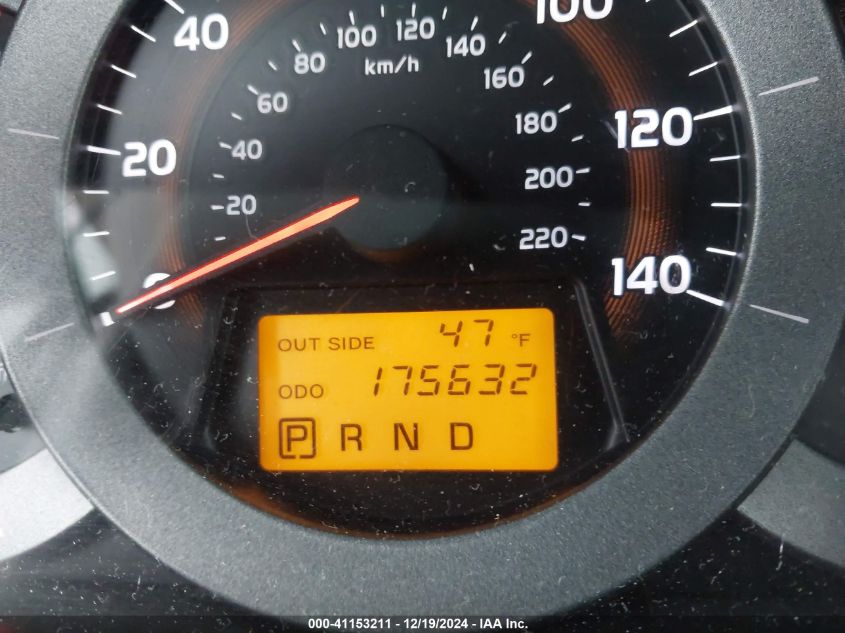 40
100
100 120
80 140
km/h
60 160
20 40 180 120
20 200
220
0 140
OUT SIDE 47 °F
ODO 175632
P R N D
000-41153211 - 12/19/2024 - IAA Inc.